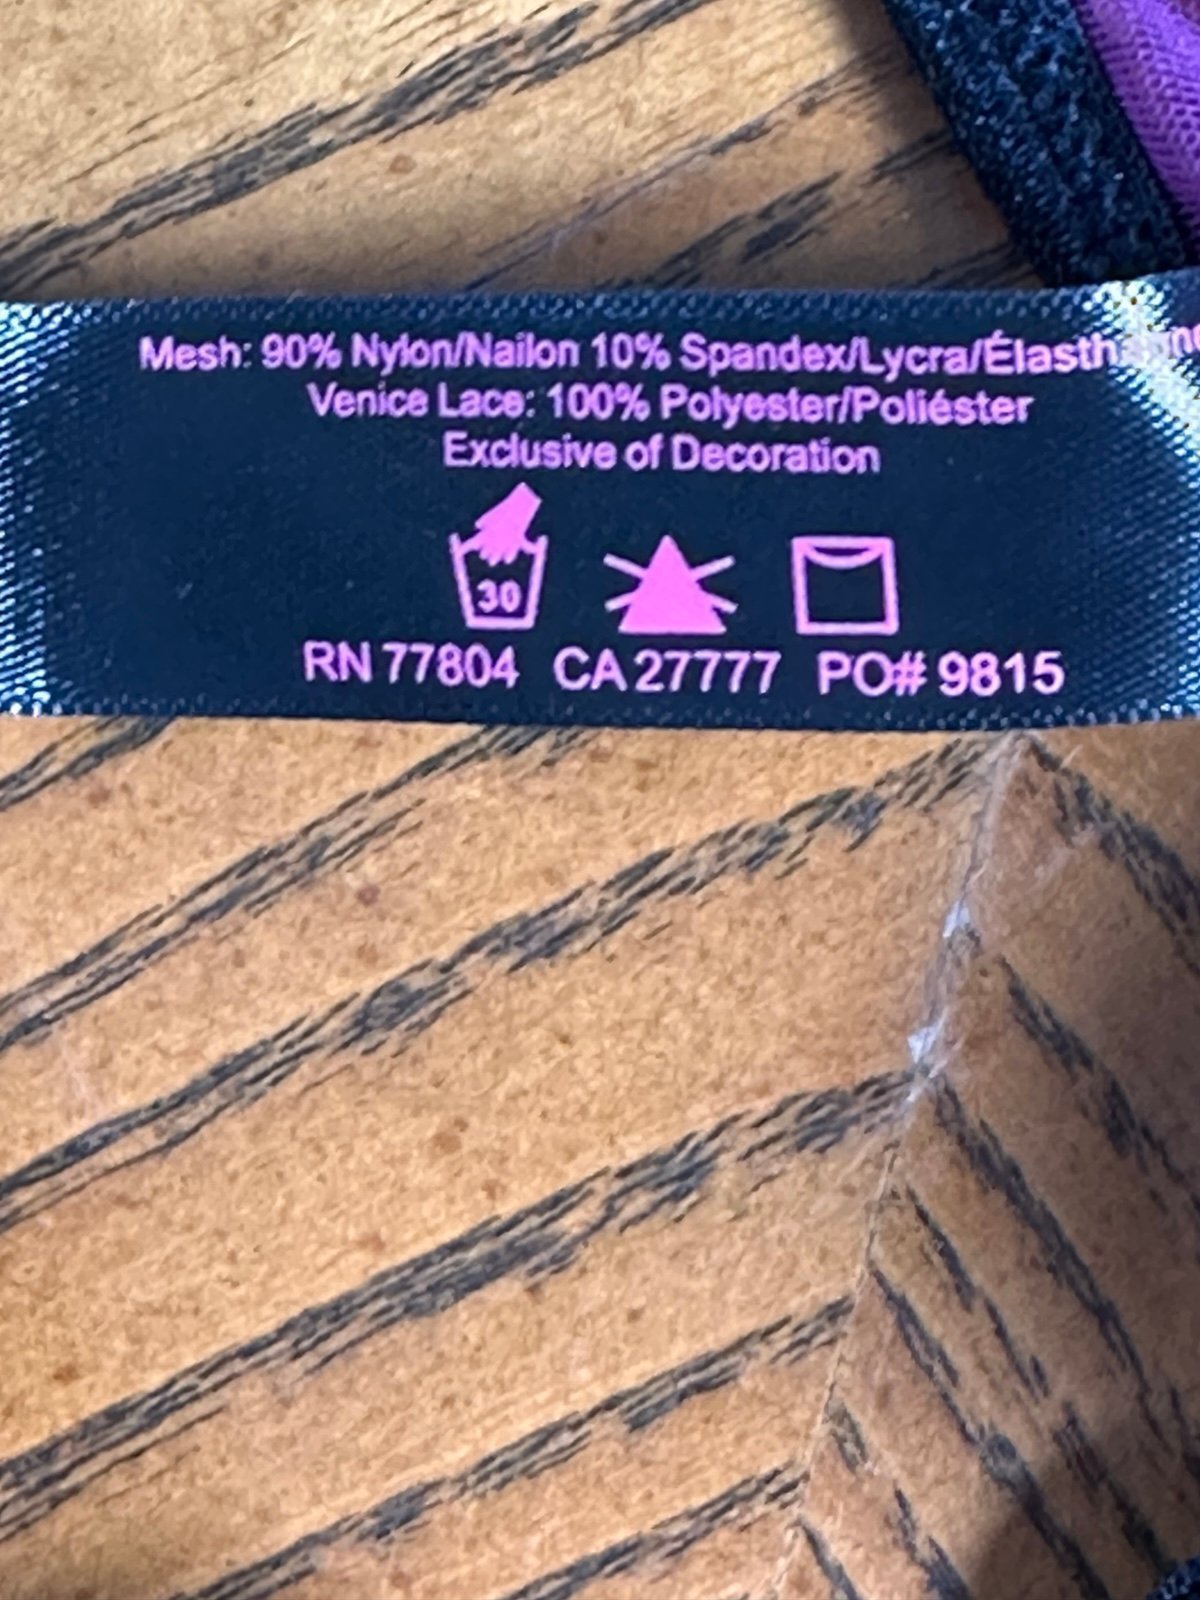 Mesh: 90% Nylon/Nailon 10% Spandex/Lycra/Élasthanne
Venice Lace: 100% Polyester/Poliéster
Exclusive of Decoration
30
RN 77804 CA 27777 PO# 9815